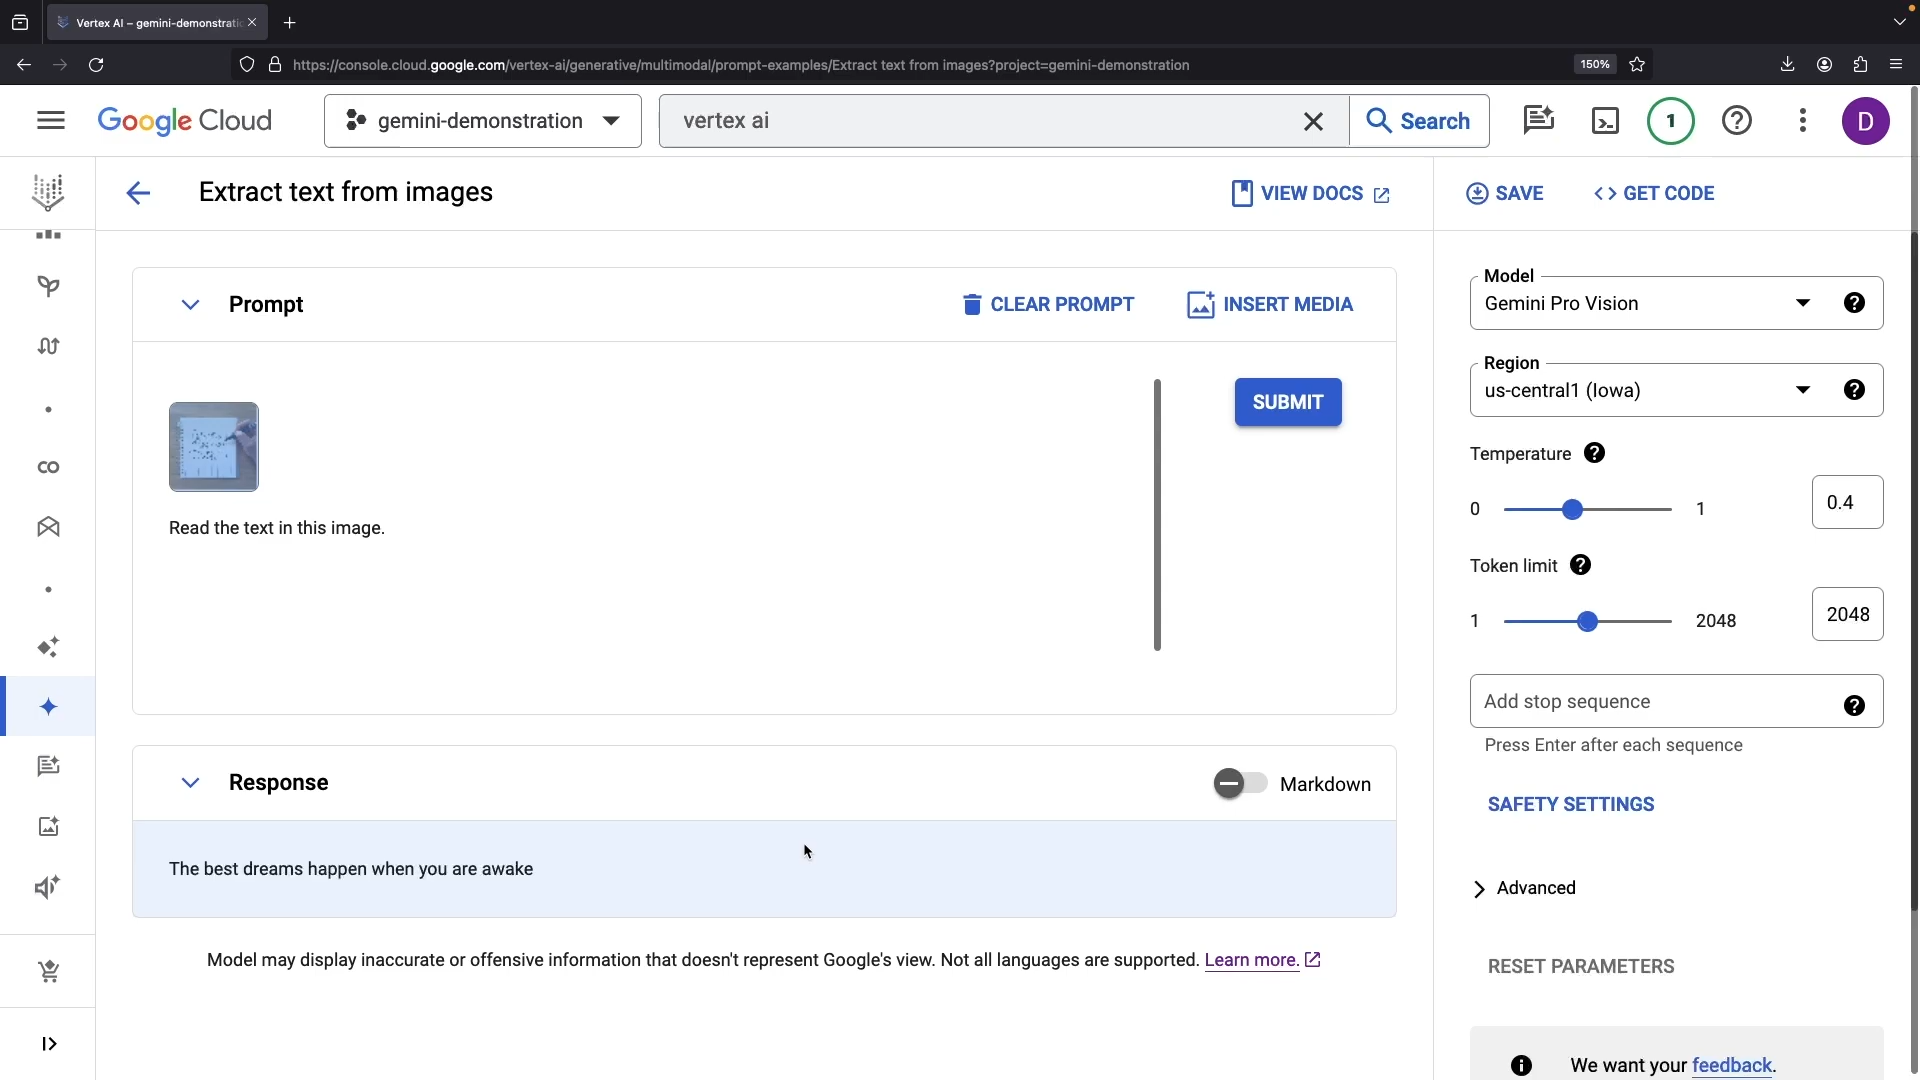 Vertex AI – gemini-demonstratic
https://console.cloud.google.com/vertex-ai/generative/multimodal/prompt-examples/Extract text from images?project=gemini-demonstration
150%
Google Cloud
gemini-demonstration
vertex ai
Search
1
D
Extract text from images
VIEW DOCS
SAVE
GET CODE
Prompt
CLEAR PROMPT
INSERT MEDIA
SUBMIT
Read the text in this image.
Response
Markdown
The best dreams happen when you are awake
Model may display inaccurate or offensive information that doesn't represent Google's view. Not all languages are supported. Learn more.
Model
Gemini Pro Vision
Region
us-central1 (Iowa)
Temperature
0 1 0.4
Token limit
1 2048 2048
Add stop sequence
Press Enter after each sequence
SAFETY SETTINGS
Advanced
RESET PARAMETERS
We want your feedback.